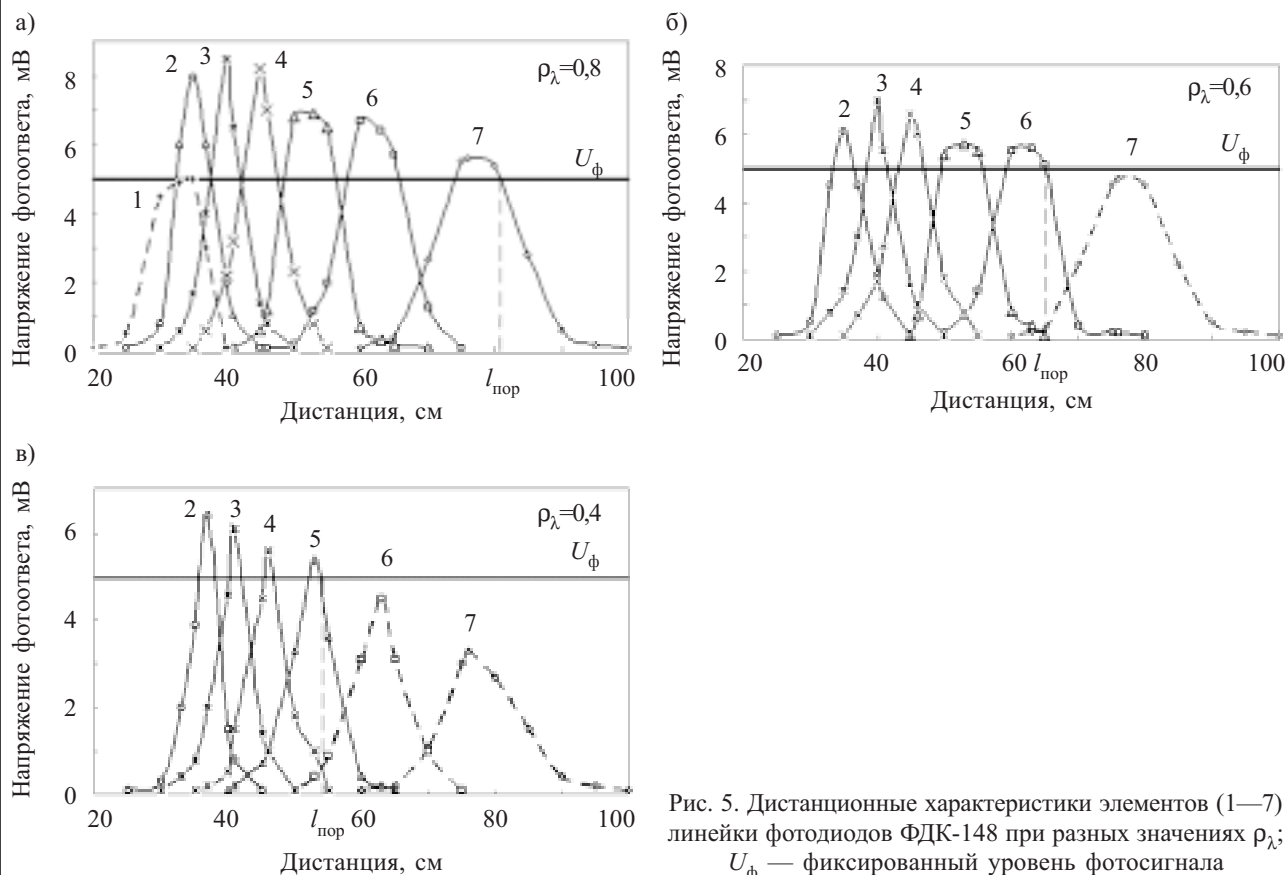 а)
Напряжение фотоответа, мВ
8
6
4
2
0
1
2
3
4
5
6
7
ρλ=0,8
Uф
20
40
60
lпор
100
Дистанция, см
б)
Напряжение фотоответа, мВ
8
6
4
2
0
2
3
4
5
6
7
ρλ=0,6
Uф
20
40
60
lпор
80
100
Дистанция, см
в)
Напряжение фотоответа, мВ
6
4
2
0
2
3
4
5
6
7
ρλ=0,4
Uф
20
40
lпор
60
80
100
Дистанция, см
Рис. 5. Дистанционные характеристики элементов (1—7)
линейки фотодиодов ФДК-148 при разных значениях ρλ;
Uф — фиксированный уровень фотосигнала